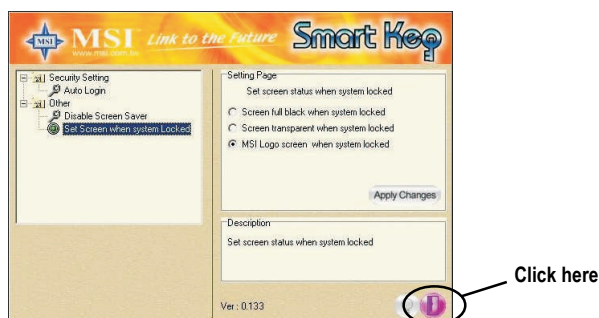 MSI
MSI Link to the Future
www.msi.com.tw
Smart Key
Security Setting
Auto Login
Other
Disable Screen Saver
Set Screen when system Locked
Setting Page
Set screen status when system locked
Screen full black when system locked
Screen transparent when system locked
MSI Logo screen when system locked
Apply Changes
Description
Set screen status when system locked
Ver : 0.133
Click here